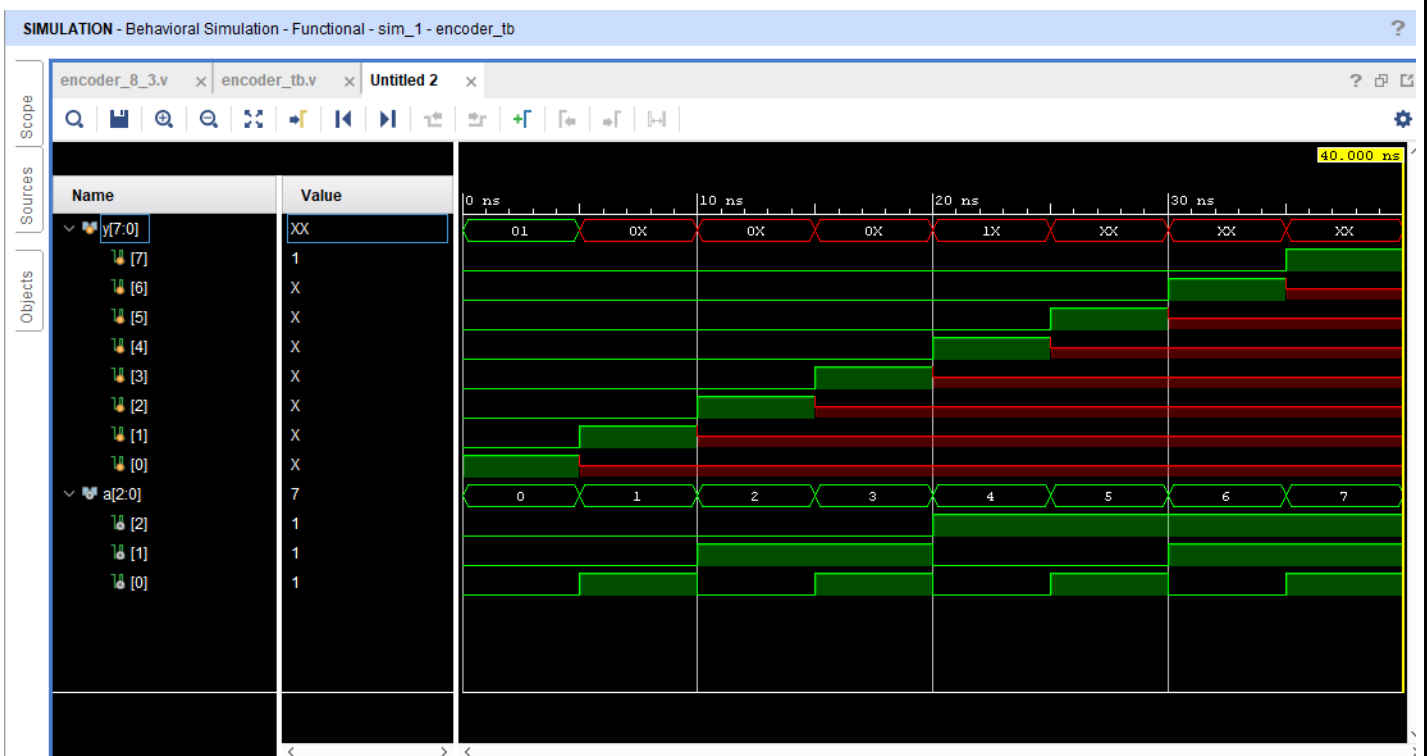 SIMULATION - Behavioral Simulation - Functional - sim_1 - encoder_tb ?
Scope
Sources
Objects
encoder_8_3.v × encoder_tb.v × Untitled 2 × ?
40.000 ns
Name Value 0 ns 10 ns 20 ns 30 ns
y[7:0] XX 01 0X 0X 0X 1X XX XX XX
[7] 1
[6] X
[5] X
[4] X
[3] X
[2] X
[1] X
[0] X
a[2:0] 7 0 1 2 3 4 5 6 7
[2] 1
[1] 1
[0] 1